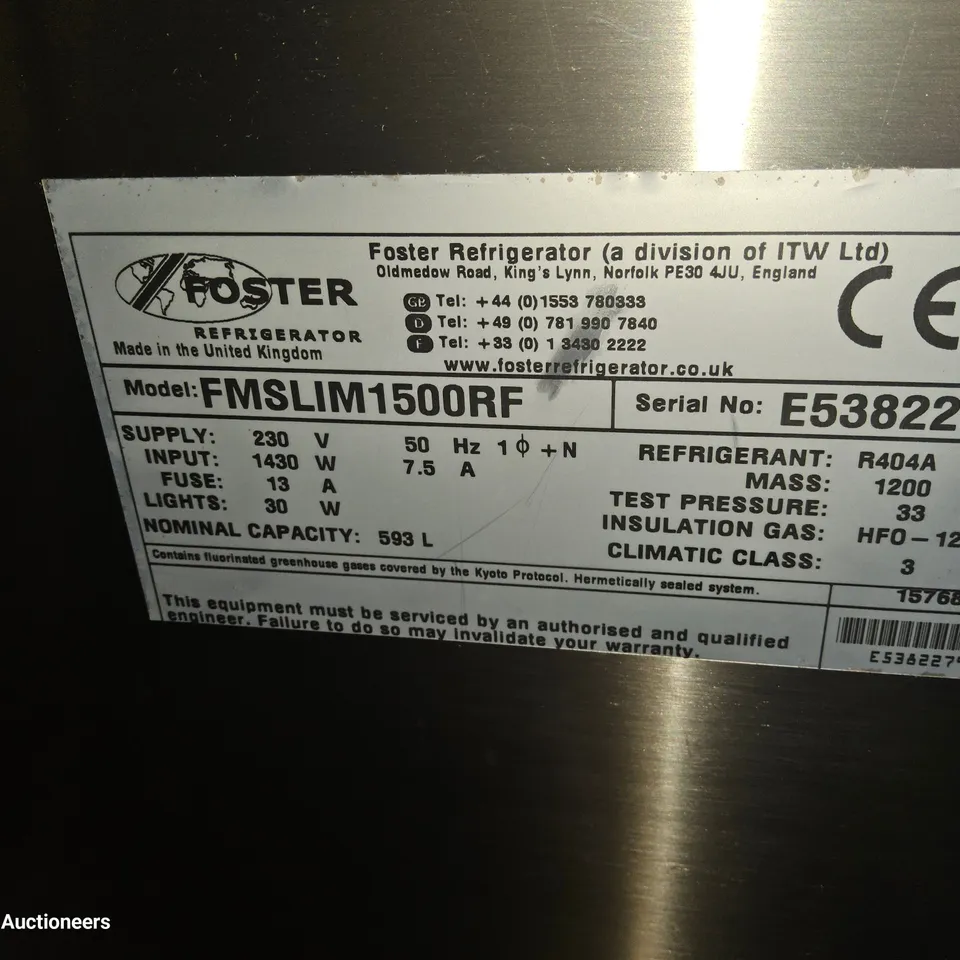 FOSTER
REFRIGERATOR
Made in the United Kingdom
Foster Refrigerator (a division of ITW Ltd)
Oldmedow Road, King's Lynn, Norfolk PE30 4JU, England
GB Tel: +44 (0)1553 780333
D Tel: +49 (0) 781 990 7840
F Tel: +33 (0) 1 3430 2222
www.fosterrefrigerator.co.uk
CE
Model: FMSLIM1500RF
Serial No: E53822
SUPPLY: 230 V 50 Hz 1ϕ+N
INPUT: 1430 W 7.5 A
FUSE: 13 A
LIGHTS: 30 W
NOMINAL CAPACITY: 593 L
REFRIGERANT: R404A
MASS: 1200
TEST PRESSURE: 33
INSULATION GAS: HFO-12
CLIMATIC CLASS: 3
Contains fluorinated greenhouse gases covered by the Kyoto Protocol. Hermetically sealed system.
This equipment must be serviced by an authorised and qualified
engineer. Failure to do so may invalidate your warranty.
15768
E538227
Auctioneers